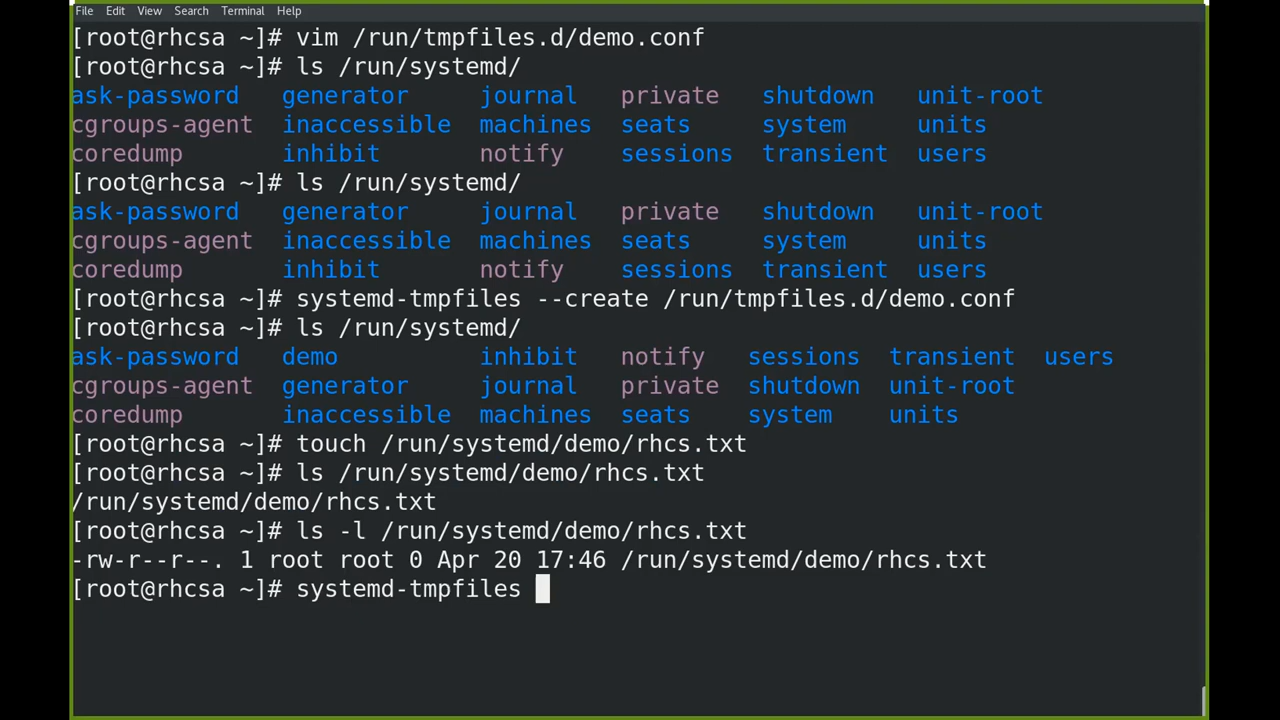 File Edit View Search Terminal Help
[root@rhcsa ~]# vim /run/tmpfiles.d/demo.conf
[root@rhcsa ~]# ls /run/systemd/
ask-password generator journal private shutdown unit-root
cgroups-agent inaccessible machines seats system units
coredump inhibit notify sessions transient users
[root@rhcsa ~]# ls /run/systemd/
ask-password generator journal private shutdown unit-root
cgroups-agent inaccessible machines seats system units
coredump inhibit notify sessions transient users
[root@rhcsa ~]# systemd-tmpfiles --create /run/tmpfiles.d/demo.conf
[root@rhcsa ~]# ls /run/systemd/
ask-password demo inhibit notify sessions transient users
cgroups-agent generator journal private shutdown unit-root
coredump inaccessible machines seats system units
[root@rhcsa ~]# touch /run/systemd/demo/rhcs.txt
[root@rhcsa ~]# ls /run/systemd/demo/rhcs.txt
/run/systemd/demo/rhcs.txt
[root@rhcsa ~]# ls -l /run/systemd/demo/rhcs.txt
-rw-r--r--. 1 root root 0 Apr 20 17:46 /run/systemd/demo/rhcs.txt
[root@rhcsa ~]# systemd-tmpfiles